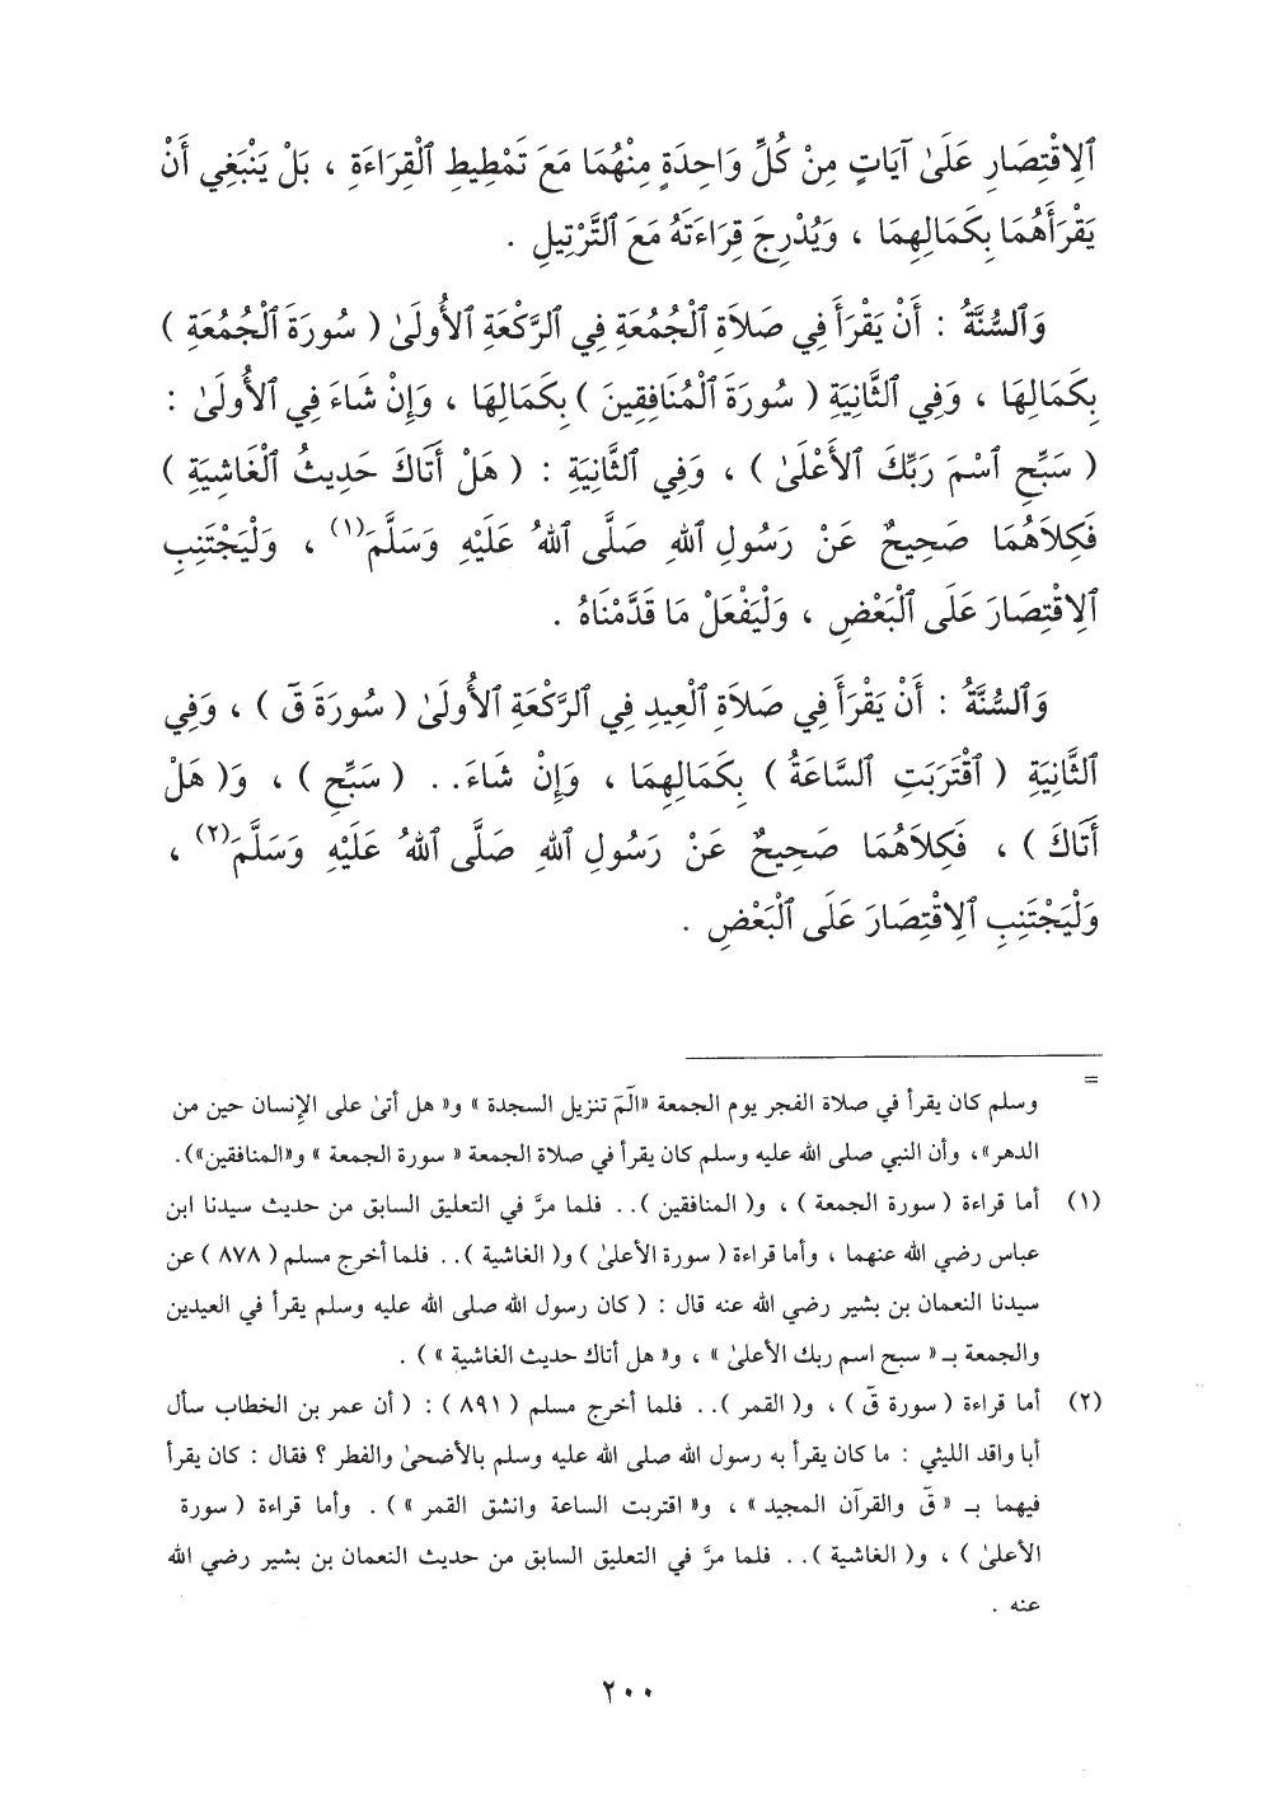 ٱلِاقْتِصَارِ عَلَىٰ آيَاتٍ مِنْ كُلِّ وَاحِدَةٍ مِنْهُمَا مَعَ تَمْطِيطِ ٱلْقِرَاءَةِ ، بَلْ يَنْبَغِي أَنْ
يَقْرَأَهُمَا بِكَمَالِهِمَا ، وَيُدْرِجَ قِرَاءَتَهُ مَعَ ٱلتَّرْتِيلِ .
وَٱلسُّنَّةُ : أَنْ يَقْرَأَ فِي صَلاَةِ ٱلْجُمُعَةِ فِي ٱلرَّكْعَةِ ٱلأُولَىٰ ( سُورَةَ ٱلْجُمُعَةِ )
بِكَمَالِهَا ، وَفِي ٱلثَّانِيَةِ ( سُورَةَ ٱلْمُنَافِقِينَ ) بِكَمَالِهَا ، وَإِنْ شَاءَ فِي ٱلأُولَىٰ :
( سَبِّحِ ٱسْمَ رَبِّكَ ٱلأَعْلَىٰ ) ، وَفِي ٱلثَّانِيَةِ : ( هَلْ أَتَاكَ حَدِيثُ ٱلْغَاشِيَةِ )
فَكِلاَهُمَا صَحِيحٌ عَنْ رَسُولِ ٱللهِ صَلَّى ٱللهُ عَلَيْهِ وَسَلَّمَ(١) ، وَلْيَجْتَنِبِ
ٱلِاقْتِصَارَ عَلَى ٱلْبَعْضِ ، وَلْيَفْعَلْ مَا قَدَّمْنَاهُ .
وَٱلسُّنَّةُ : أَنْ يَقْرَأَ فِي صَلاَةِ ٱلْعِيدِ فِي ٱلرَّكْعَةِ ٱلأُولَىٰ ( سُورَةَ قَ ) ، وَفِي
ٱلثَّانِيَةِ ( ٱقْتَرَبَتِ ٱلسَّاعَةُ ) بِكَمَالِهِمَا ، وَإِنْ شَاءَ.. ( سَبِّحِ ) ، وَ( هَلْ
أَتَاكَ ) ، فَكِلاَهُمَا صَحِيحٌ عَنْ رَسُولِ ٱللهِ صَلَّى ٱللهُ عَلَيْهِ وَسَلَّمَ(٢) ،
وَلْيَجْتَنِبِ ٱلِاقْتِصَارَ عَلَى ٱلْبَعْضِ .
=
وسلم كان يقرأ في صلاة الفجر يوم الجمعة «الَمَ تنزيل السجدة » و« هل أتىٰ على الإنسان حين من
الدهر»، وأن النبي صلى الله عليه وسلم كان يقرأ في صلاة الجمعة « سورة الجمعة » و«المنافقين»).
(١) أما قراءة ( سورة الجمعة ) ، و( المنافقين ).. فلما مرَّ في التعليق السابق من حديث سيدنا ابن
عباس رضي الله عنهما ، وأما قراءة ( سورة الأعلىٰ ) و( الغاشية ).. فلما أخرج مسلم ( ٨٧٨ ) عن
سيدنا النعمان بن بشير رضي الله عنه قال : ( كان رسول الله صلى الله عليه وسلم يقرأ في العيدين
والجمعة بـ « سبح اسم ربك الأعلىٰ » ، و« هل أتاك حديث الغاشية » ) .
(٢) أما قراءة ( سورة قَ ) ، و( القمر ).. فلما أخرج مسلم ( ٨٩١ ) : ( أن عمر بن الخطاب سأل
أبا واقد الليثي : ما كان يقرأ به رسول الله صلى الله عليه وسلم بالأضحىٰ والفطر ؟ فقال : كان يقرأ
فيهما بـ « قَ والقرآن المجيد » ، و« اقتربت الساعة وانشق القمر » ) . وأما قراءة ( سورة
الأعلىٰ ) ، و( الغاشية ).. فلما مرَّ في التعليق السابق من حديث النعمان بن بشير رضي الله
عنه .
٢٠٠